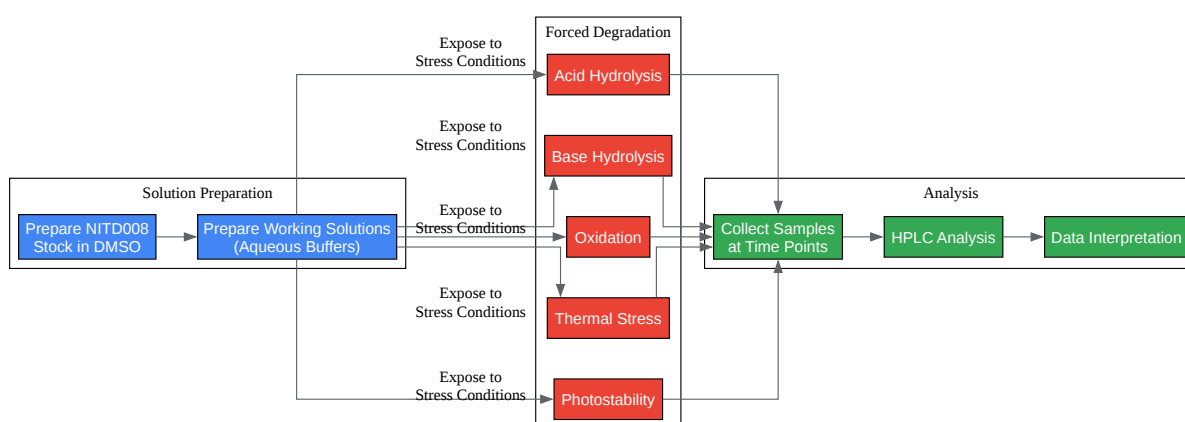 Forced Degradation
Expose to
Stress Conditions
Acid Hydrolysis
Expose to
Stress Conditions
Base Hydrolysis
Solution Preparation
Analysis
Prepare NITD008
Stock in DMSO
Prepare Working Solutions
(Aqueous Buffers)
Expose to
Stress Conditions
Oxidation
Collect Samples
at Time Points
HPLC Analysis
Data Interpretation
Expose to
Stress Conditions
Thermal Stress
Expose to
Stress Conditions
Photostability